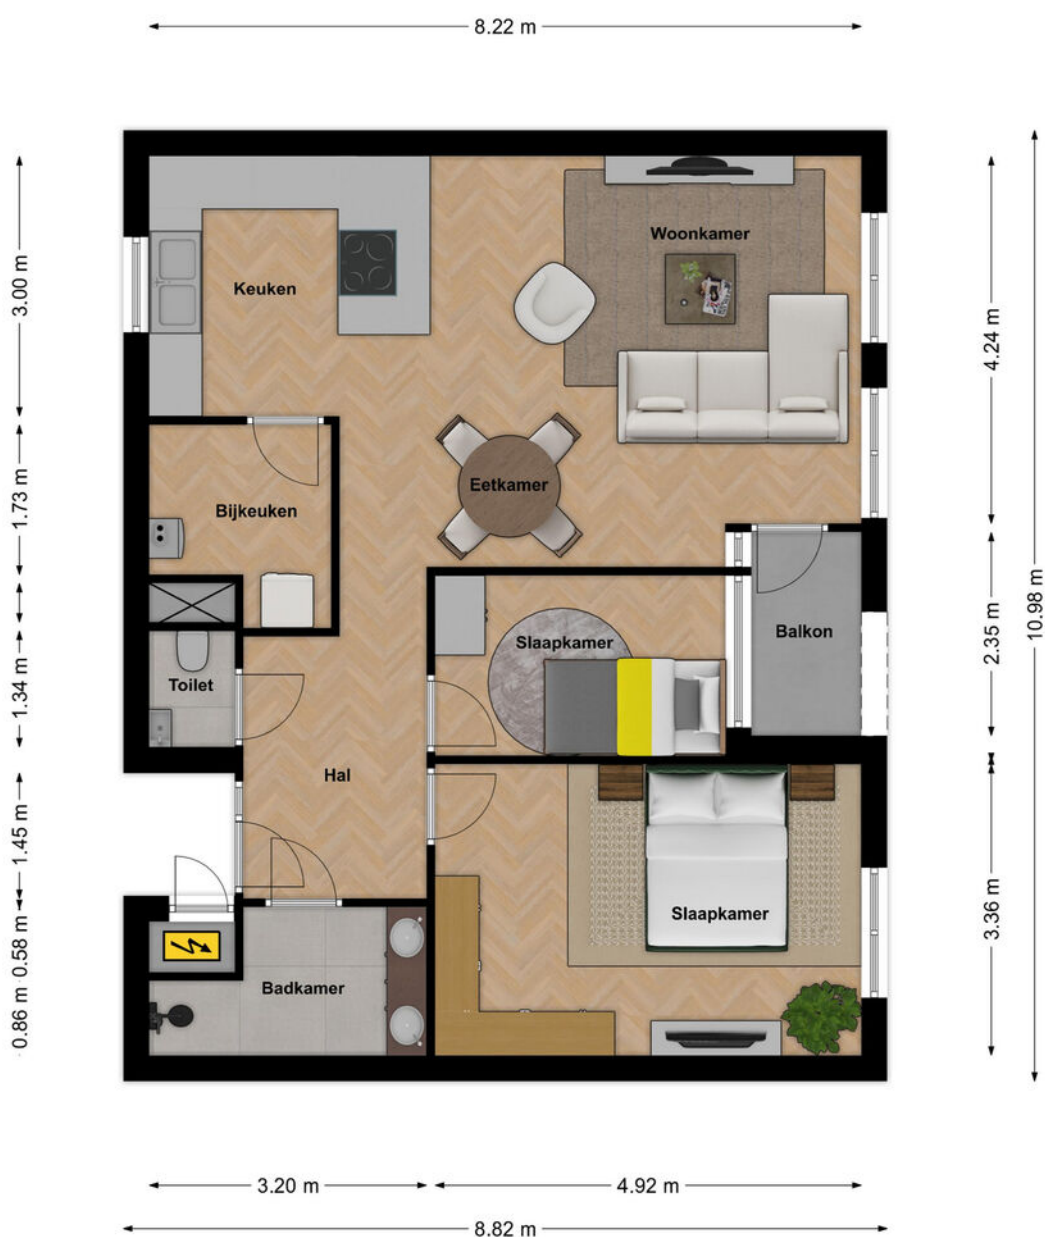 8.22 m
3.00 m
1.73 m
1.34 m
1.45 m
0.58 m
0.86 m
Woonkamer
Keuken
Eetkamer
Bijkeuken
Slaapkamer
Balkon
Toilet
Hal
Slaapkamer
Badkamer
4.24 m
2.35 m
3.36 m
10.98 m
3.20 m
4.92 m
8.82 m